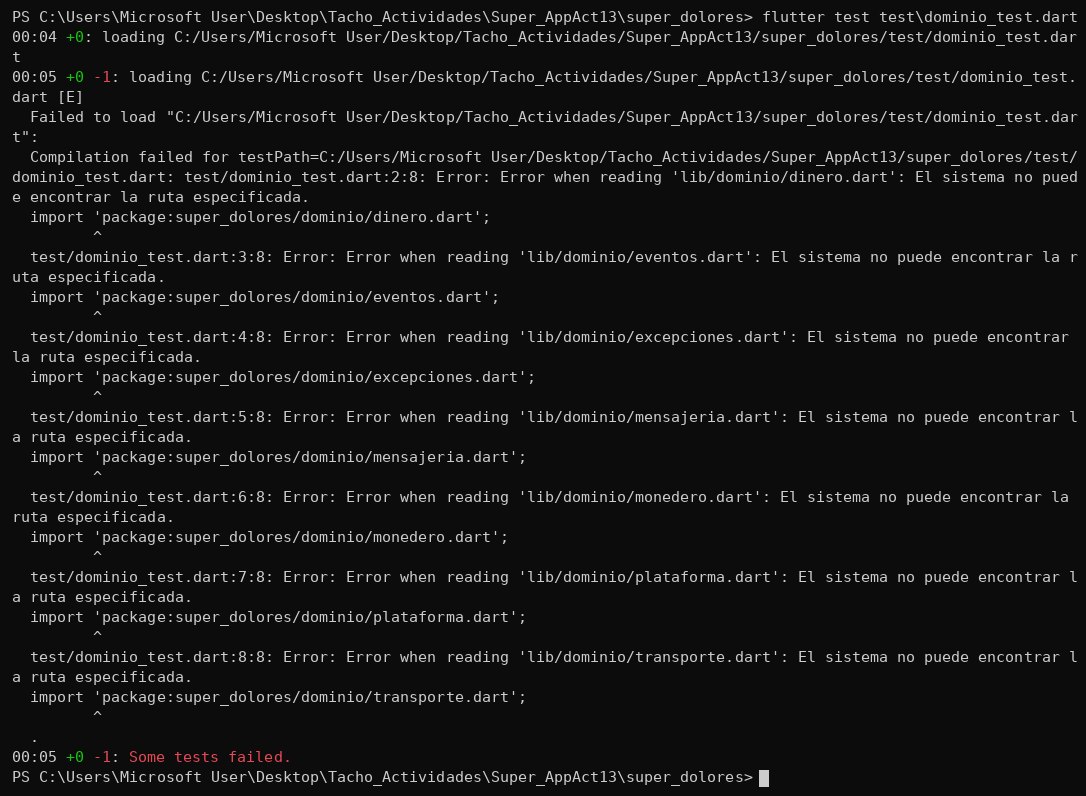 PS C:\Users\Microsoft User\Desktop\Tacho_Actividades\Super_AppAct13\super_dolores> flutter test test\dominio_test.dart
00:04 +0: loading C:/Users/Microsoft User/Desktop/Tacho_Actividades/Super_AppAct13/super_dolores/test/dominio_test.dar
t
00:05 +0 -1: loading C:/Users/Microsoft User/Desktop/Tacho_Actividades/Super_AppAct13/super_dolores/test/dominio_test.
dart [E]
  Failed to load "C:/Users/Microsoft User/Desktop/Tacho_Actividades/Super_AppAct13/super_dolores/test/dominio_test.dar
t":
  Compilation failed for testPath=C:/Users/Microsoft User/Desktop/Tacho_Actividades/Super_AppAct13/super_dolores/test/
dominio_test.dart: test/dominio_test.dart:2:8: Error: Error when reading 'lib/dominio/dinero.dart': El sistema no pued
e encontrar la ruta especificada.
  import 'package:super_dolores/dominio/dinero.dart';
         ^
  test/dominio_test.dart:3:8: Error: Error when reading 'lib/dominio/eventos.dart': El sistema no puede encontrar la r
uta especificada.
  import 'package:super_dolores/dominio/eventos.dart';
         ^
  test/dominio_test.dart:4:8: Error: Error when reading 'lib/dominio/excepciones.dart': El sistema no puede encontrar
la ruta especificada.
  import 'package:super_dolores/dominio/excepciones.dart';
         ^
  test/dominio_test.dart:5:8: Error: Error when reading 'lib/dominio/mensajeria.dart': El sistema no puede encontrar l
a ruta especificada.
  import 'package:super_dolores/dominio/mensajeria.dart';
         ^
  test/dominio_test.dart:6:8: Error: Error when reading 'lib/dominio/monedero.dart': El sistema no puede encontrar la
ruta especificada.
  import 'package:super_dolores/dominio/monedero.dart';
         ^
  test/dominio_test.dart:7:8: Error: Error when reading 'lib/dominio/plataforma.dart': El sistema no puede encontrar l
a ruta especificada.
  import 'package:super_dolores/dominio/plataforma.dart';
         ^
  test/dominio_test.dart:8:8: Error: Error when reading 'lib/dominio/transporte.dart': El sistema no puede encontrar l
a ruta especificada.
  import 'package:super_dolores/dominio/transporte.dart';
         ^
  .
00:05 +0 -1: Some tests failed.
PS C:\Users\Microsoft User\Desktop\Tacho_Actividades\Super_AppAct13\super_dolores>